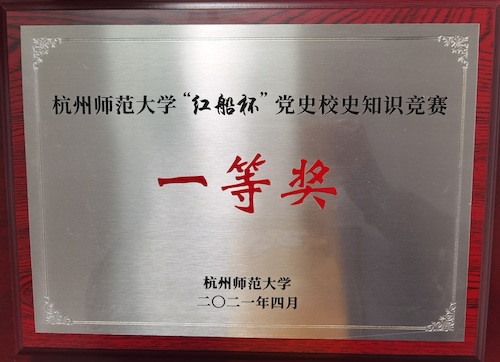 杭州师范大学“红船杯”党史校史知识竞赛
一等奖
杭州师范大学
二〇二一年四月